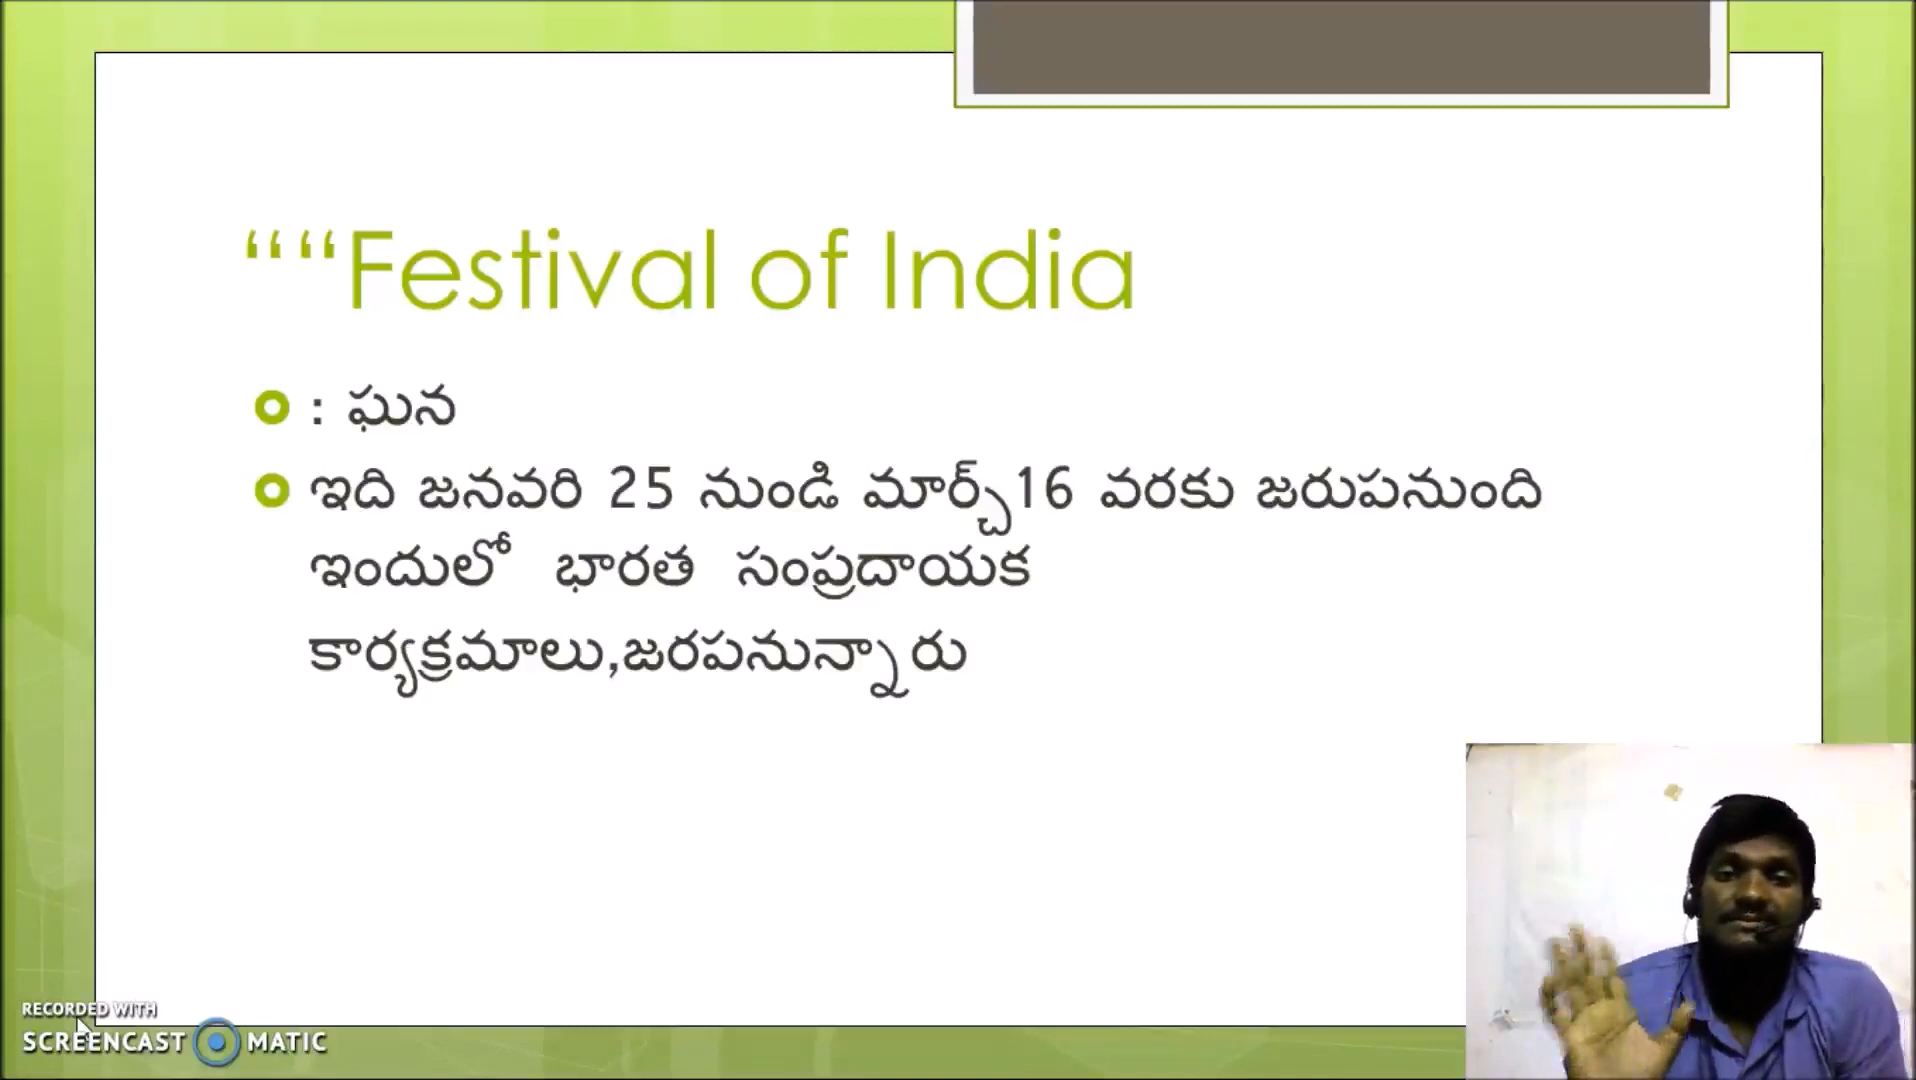 ““Festival of India
: ఘన
ఇది జనవరి 25 నుండి మార్చ్16 వరకు జరుపనుంది
ఇందులో భారత సంప్రదాయక
కార్యక్రమాలు,జరపనున్నారు
RECORDED WITH
SCREENCAST MATIC